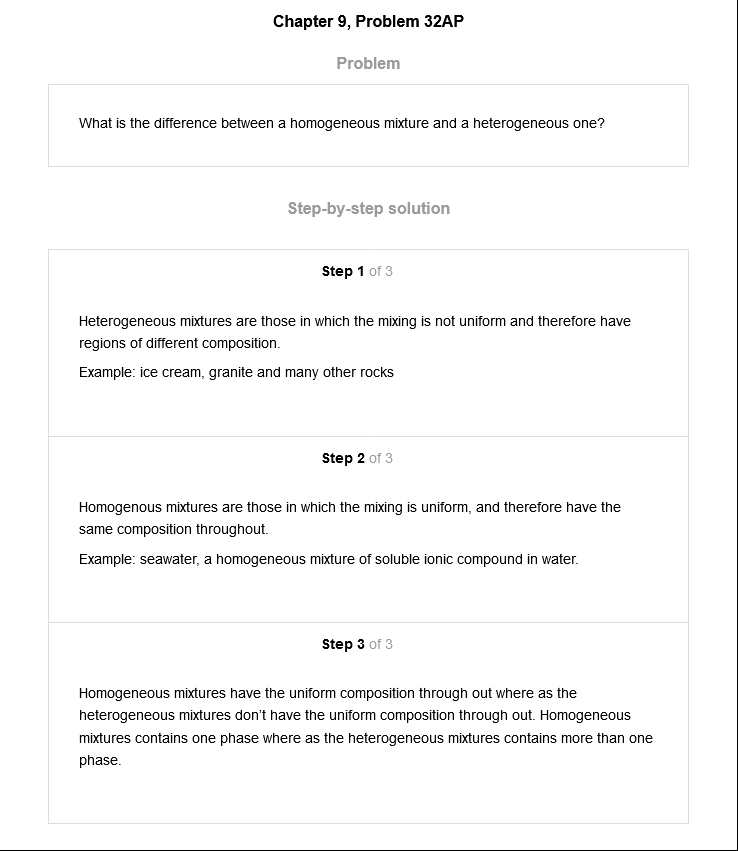 Chapter 9, Problem 32AP
Problem
What is the difference between a homogeneous mixture and a heterogeneous one?
Step-by-step solution
Step 1 of 3
Heterogeneous mixtures are those in which the mixing is not uniform and therefore have
regions of different composition.
Example: ice cream, granite and many other rocks
Step 2 of 3
Homogenous mixtures are those in which the mixing is uniform, and therefore have the
same composition throughout.
Example: seawater, a homogeneous mixture of soluble ionic compound in water.
Step 3 of 3
Homogeneous mixtures have the uniform composition through out where as the
heterogeneous mixtures don’t have the uniform composition through out. Homogeneous
mixtures contains one phase where as the heterogeneous mixtures contains more than one
phase.